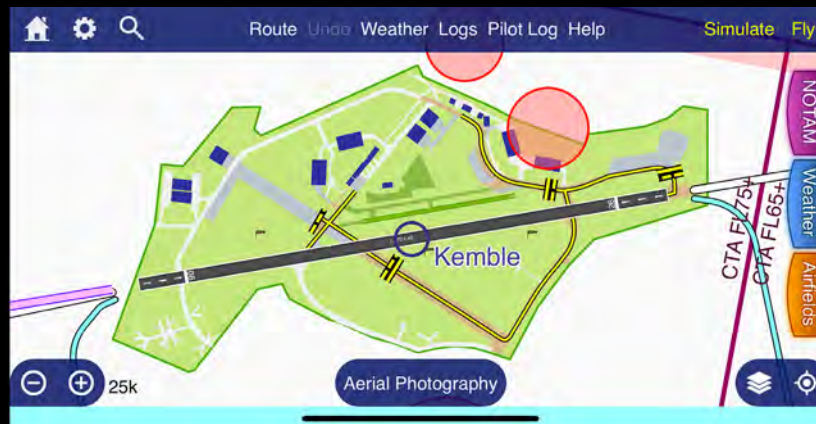 Route Undo Weather Logs Pilot Log Help Simulate Fly
NOTAM
Weather
Airfields
CTA FL75+
CTA FL65+
Kemble
08
25k
Aerial Photography